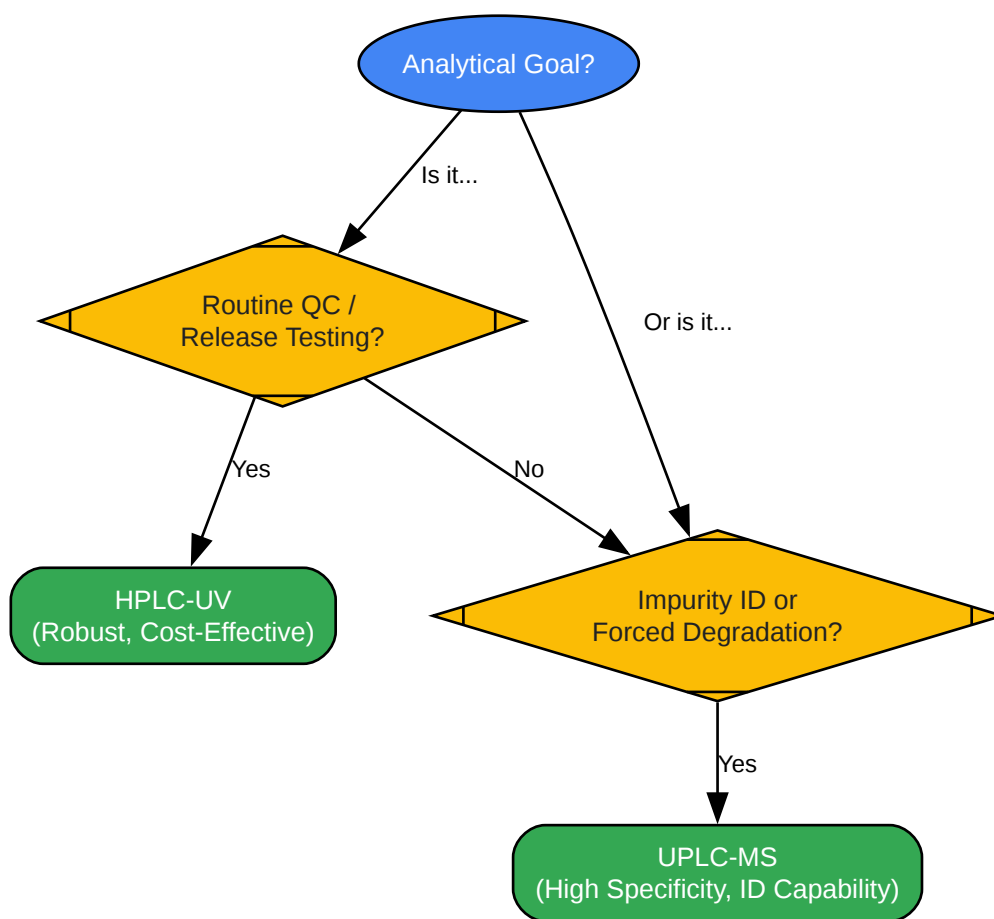 Analytical Goal?
Is it...
Or is it...
Routine QC /
Release Testing?
Yes
No
HPLC-UV
(Robust, Cost-Effective)
Impurity ID or
Forced Degradation?
Yes
UPLC-MS
(High Specificity, ID Capability)